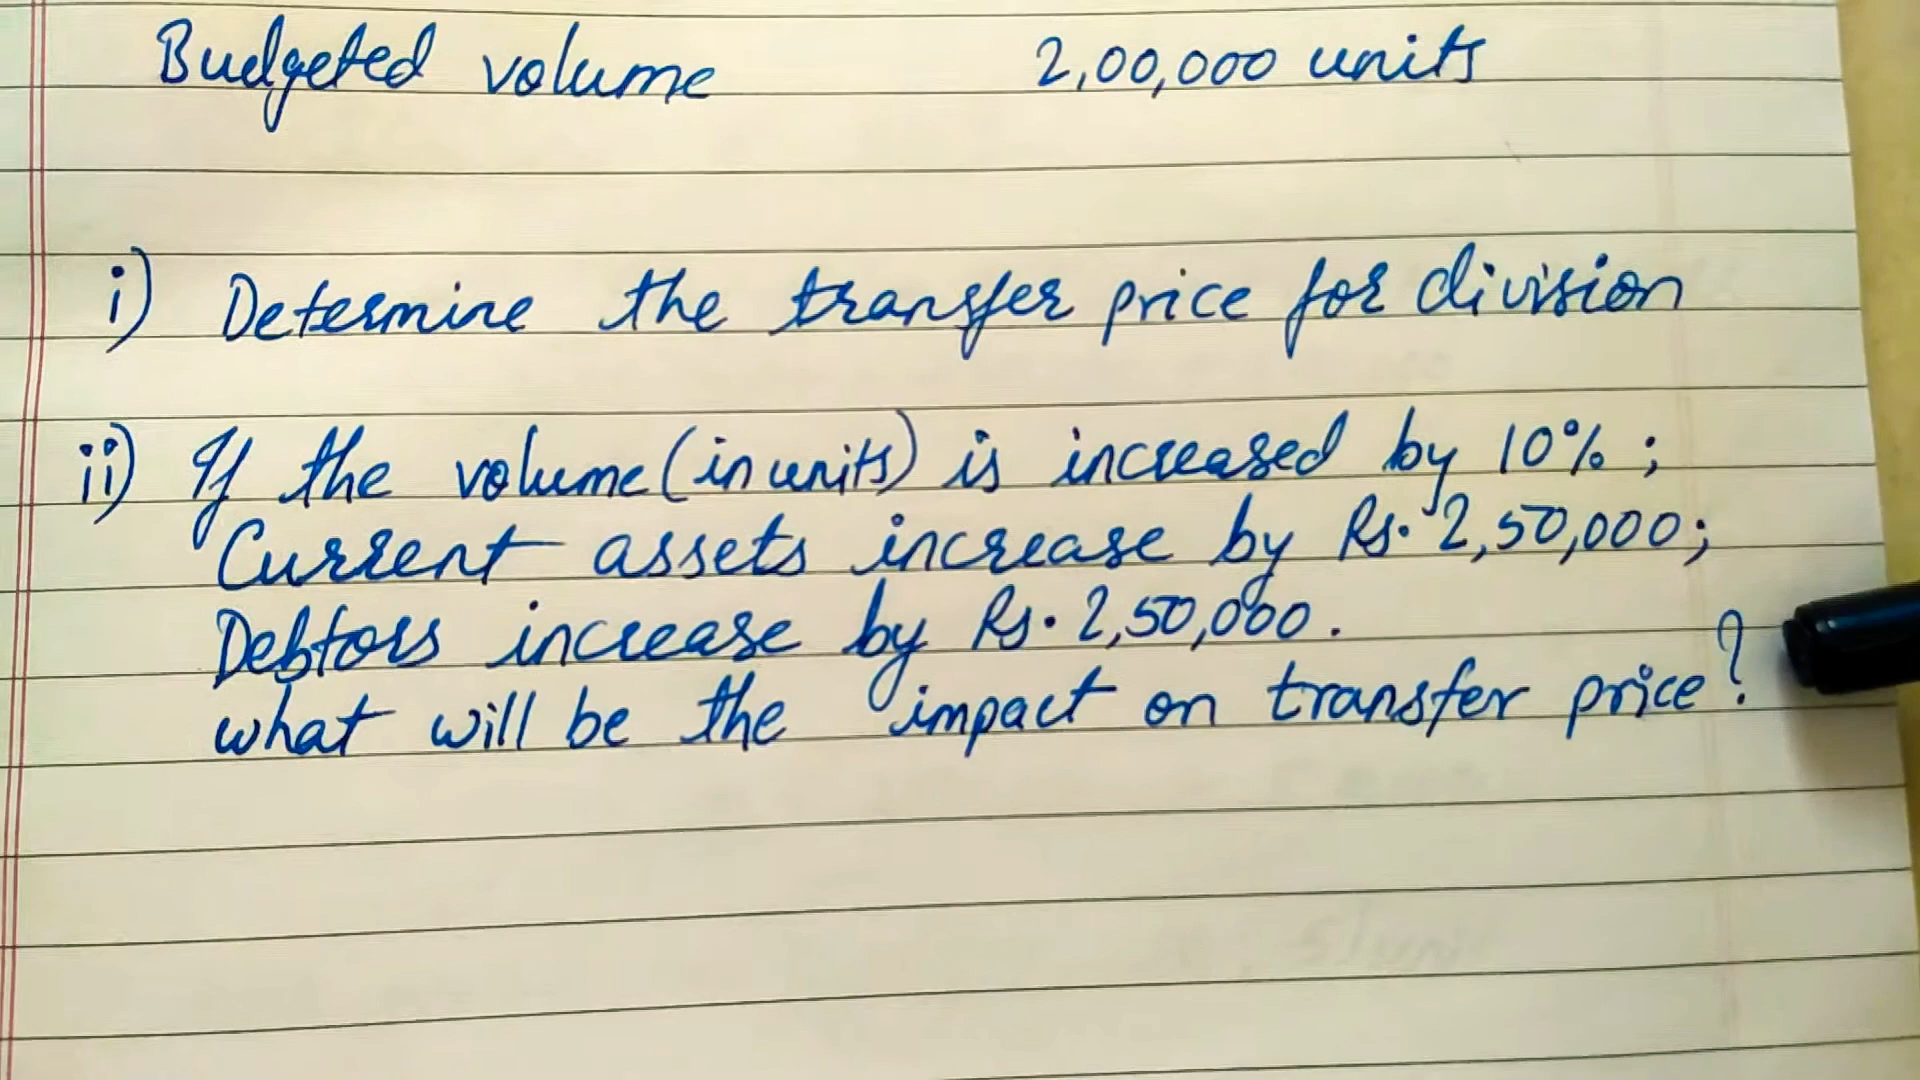 Budgeted volume 2,00,000 units
i) Determine the transfer price for division
ii) If the volume (in units) is increased by 10% ;
Current assets increase by Rs. 2,50,000;
Debtors increase by Rs. 2,50,000.
what will be the impact on transfer price?